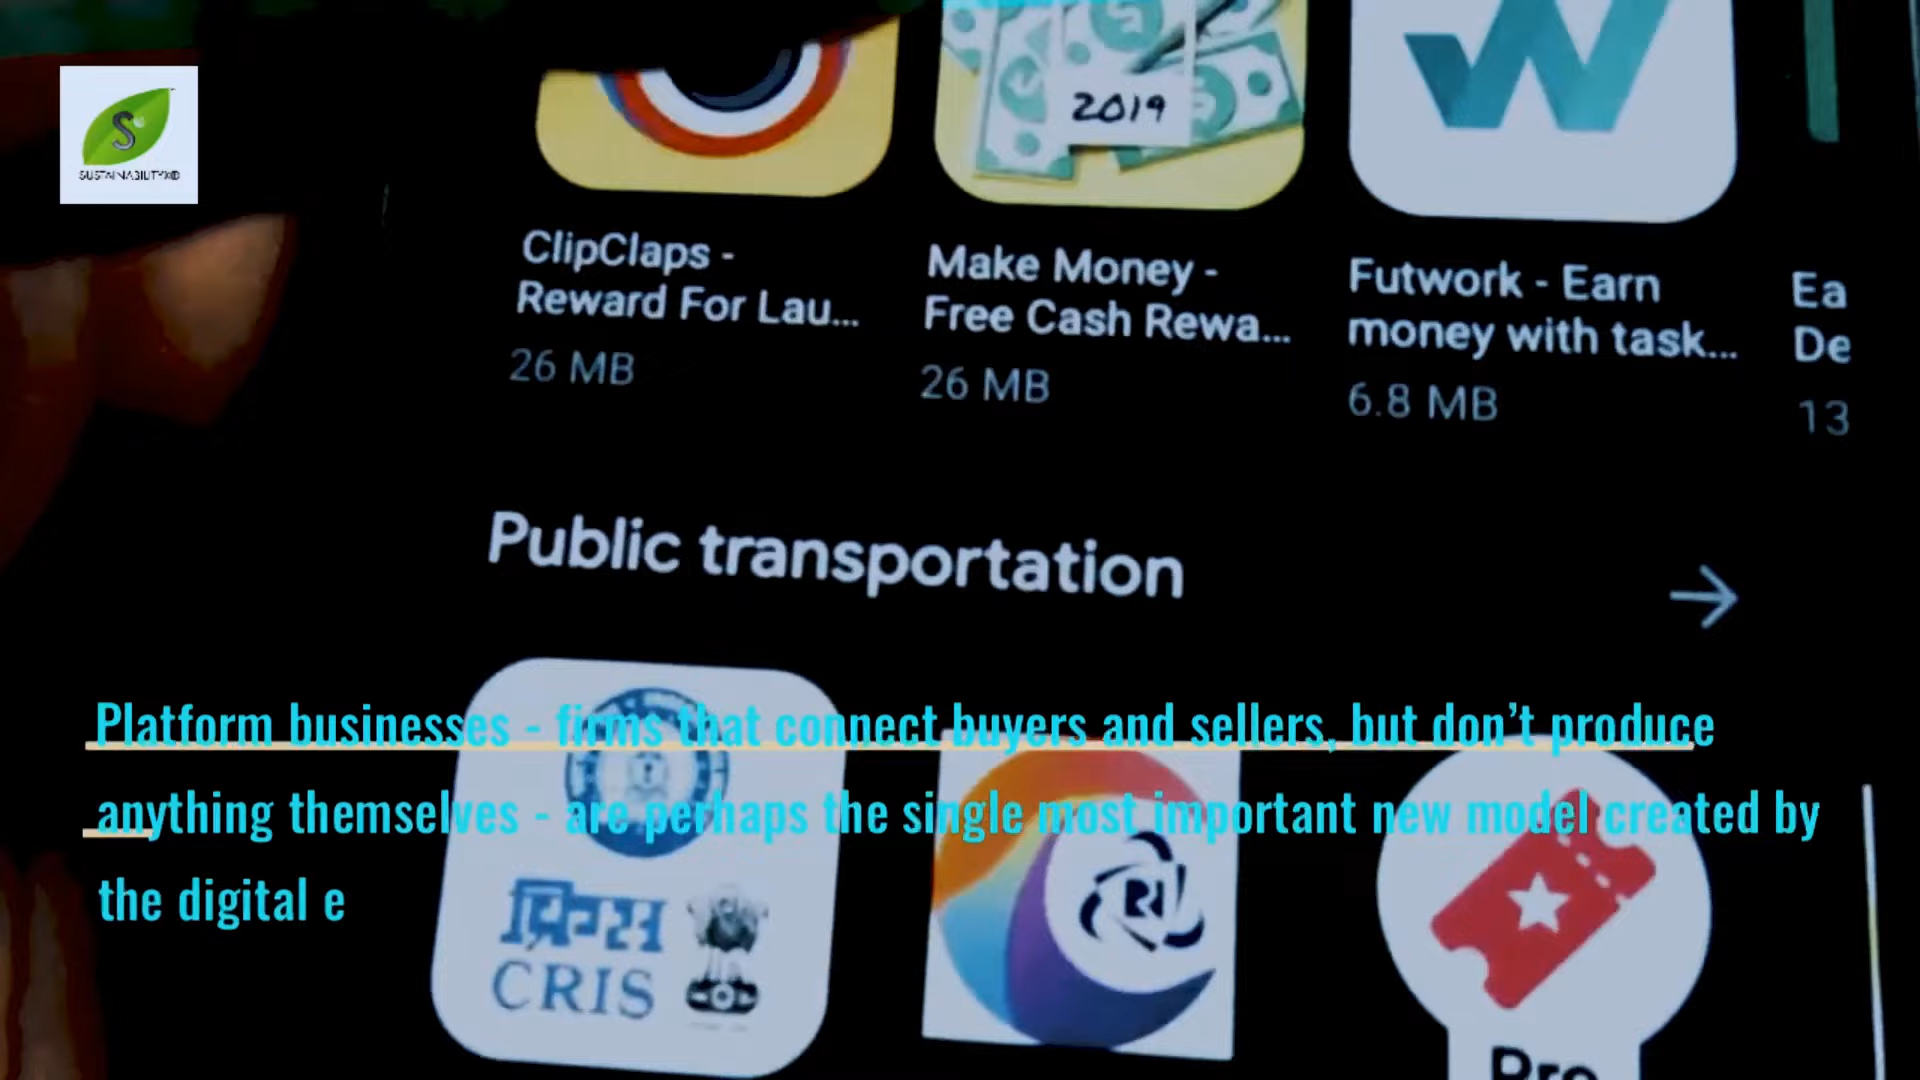 S
SUSTAINABILITY
2019
ClipClaps -
Reward For Lau...
26 MB
Make Money -
Free Cash Rewa...
26 MB
Futwork - Earn
money with task...
6.8 MB
Ea
De
13
Public transportation
Platform businesses - firms that connect buyers and sellers, but don’t produce
anything themselves - are perhaps the single most important new model created by
the digital e
क्रिस
CRIS
Pro